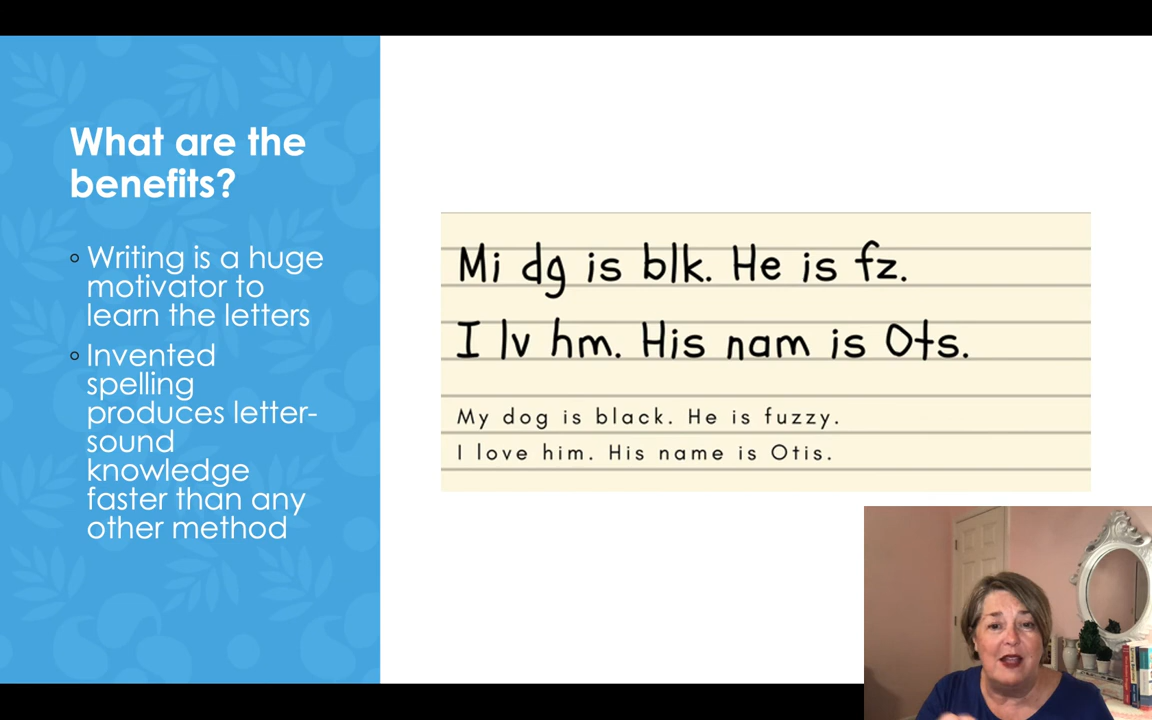 What are the
benefits?
◦ Writing is a huge
motivator to
learn the letters
◦ Invented
spelling
produces letter-
sound
knowledge
faster than any
other method
Mi dg is blk. He is fz.
I lv hm. His nam is Ots.
My dog is black. He is fuzzy.
I love him. His name is Otis.